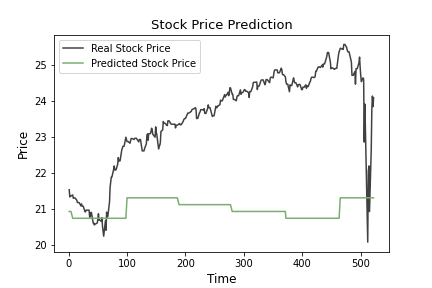 Stock Price Prediction
Real Stock Price
Predicted Stock Price
25
24
23
22
21
20
Price
0 100 200 300 400 500
Time